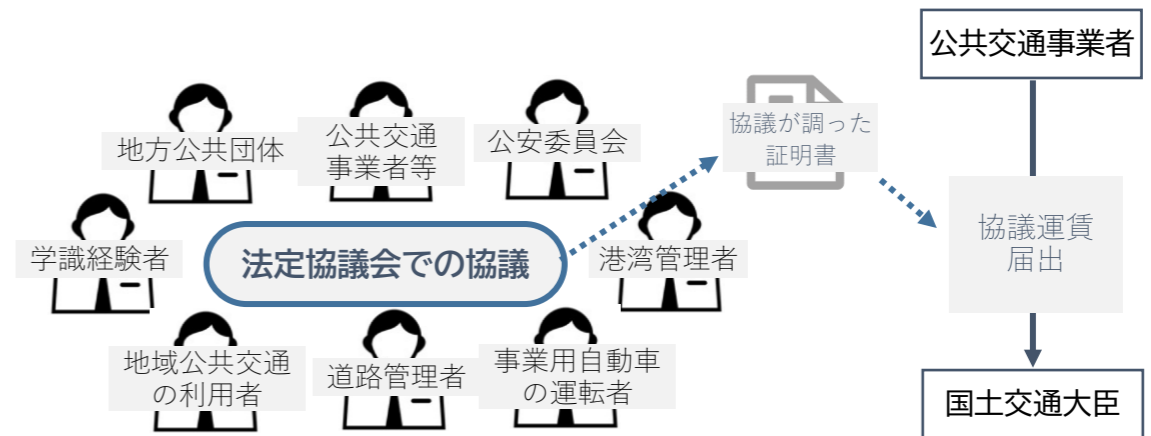 公共交通事業者
地方公共団体
公共交通
事業者等
公安委員会
協議が調った
証明書
学識経験者
法定協議会での協議
港湾管理者
協議運賃
届出
地域公共交通
の利用者
道路管理者
事業用自動車
の運転者
国土交通大臣